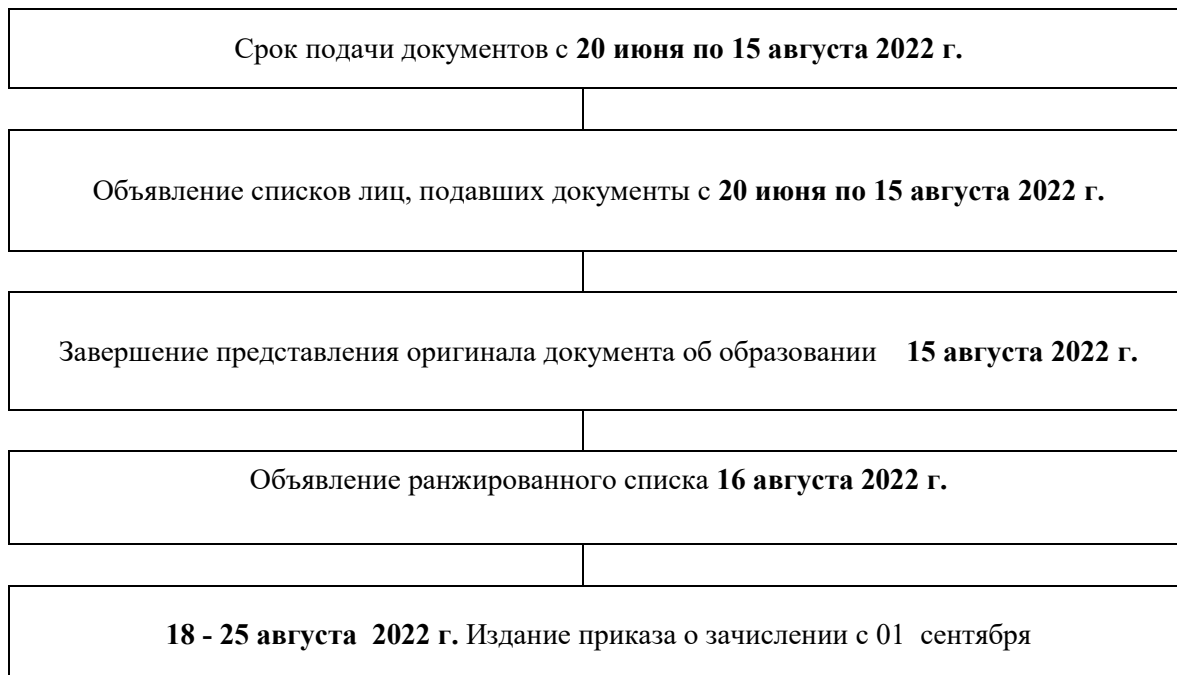 Срок подачи документов с 20 июня по 15 августа 2022 г.
Объявление списков лиц, подавших документы с 20 июня по 15 августа 2022 г.
Завершение представления оригинала документа об образовании 15 августа 2022 г.
Объявление ранжированного списка 16 августа 2022 г.
18 - 25 августа 2022 г. Издание приказа о зачислении с 01 сентября